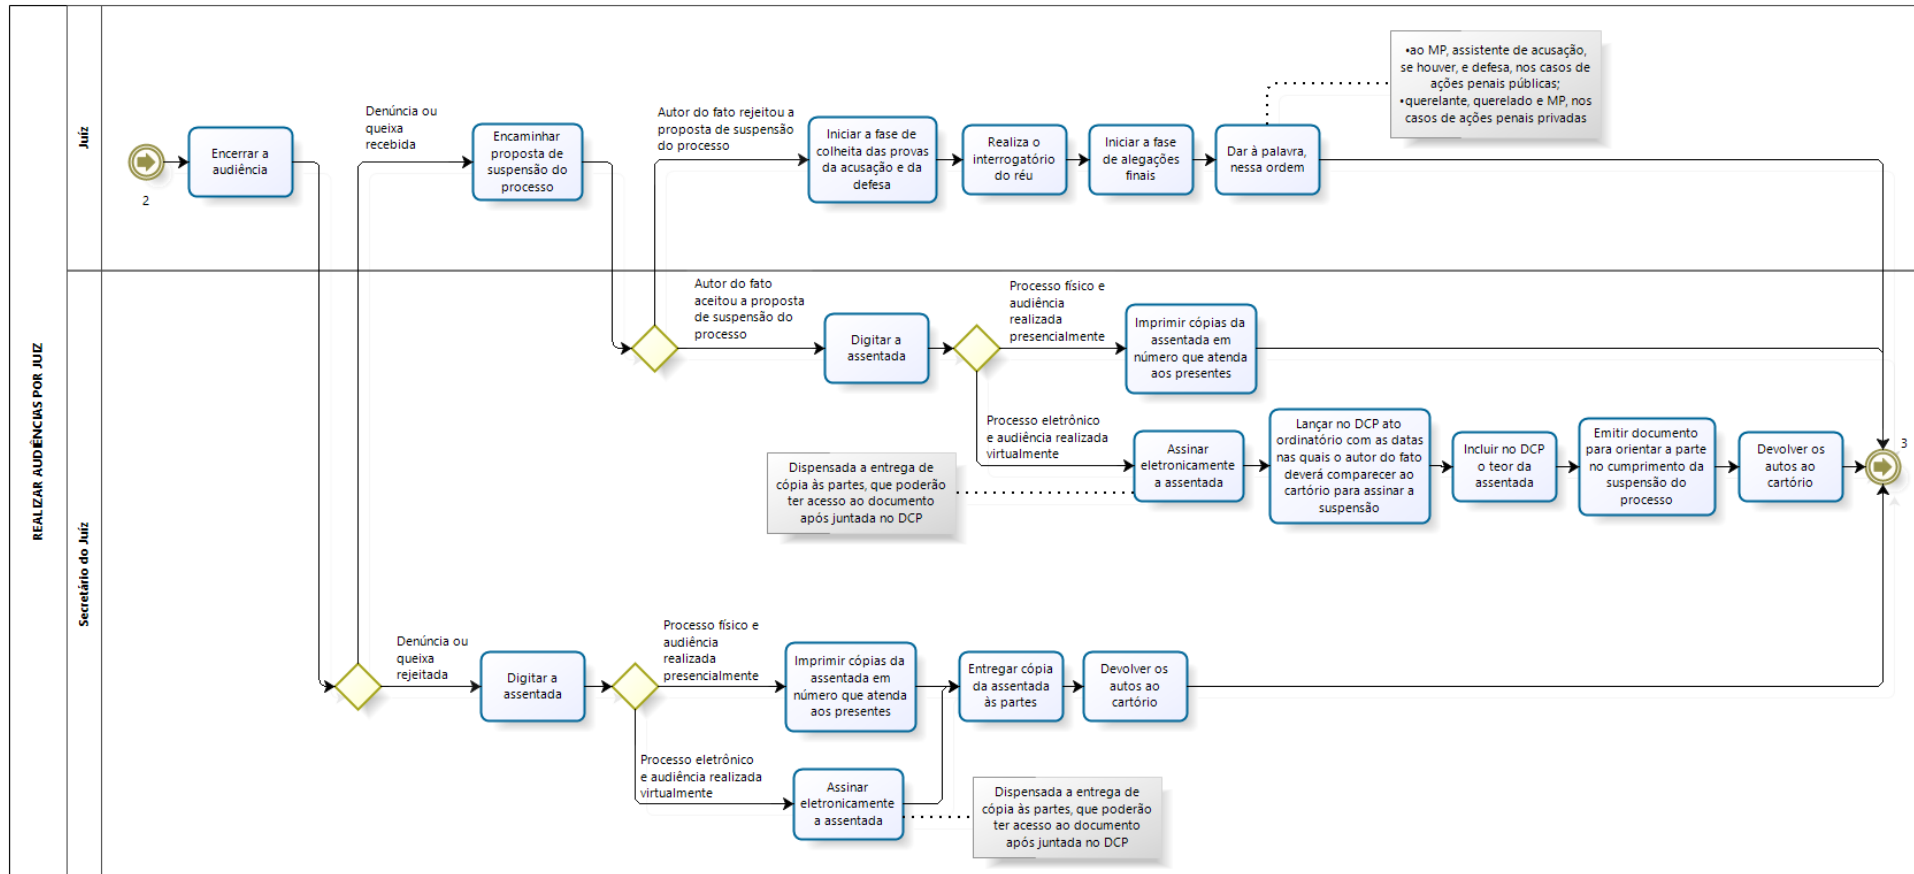 REALIZAR AUDIÊNCIAS POR JUIZ
Juíz
2
Encerrar a
audiência
Denúncia ou
queixa
recebida
Encaminhar
proposta de
suspensão do
processo
Autor do fato rejeitou a
proposta de suspensão
do processo
Iniciar a fase de
colheita das provas
da acusação e da
defesa
Realiza o
interrogatório
do réu
Iniciar a fase
de alegações
finais
Dar à palavra,
nessa ordem
•ao MP, assistente de acusação,
se houver, e defesa, nos casos de
ações penais públicas;
•querelante, querelado e MP, nos
casos de ações penais privadas
Secretário do Juíz
Autor do fato
aceitou a proposta
de suspensão do
processo
Digitar a
assentada
Processo físico e
audiência
realizada
presencialmente
Imprimir cópias da
assentada em
número que atenda
aos presentes
Processo eletrônico
e audiência realizada
virtualmente
Assinar
eletronicamente
a assentada
Dispensada a entrega de
cópia às partes, que poderão
ter acesso ao documento
após juntada no DCP
Lançar no DCP ato
ordinatório com as datas
nas quais o autor do fato
deverá comparecer ao
cartório para assinar a
suspensão
Incluir no DCP
o teor da
assentada
Emitir documento
para orientar a parte
no cumprimento da
suspensão do
processo
Devolver os
autos ao
cartório
3
Denúncia ou
queixa
rejeitada
Digitar a
assentada
Processo físico e
audiência
realizada
presencialmente
Imprimir cópias da
assentada em
número que atenda
aos presentes
Entregar cópia
da assentada
às partes
Devolver os
autos ao
cartório
Processo eletrônico
e audiência realizada
virtualmente
Assinar
eletronicamente
a assentada
Dispensada a entrega de
cópia às partes, que poderão
ter acesso ao documento
após juntada no DCP